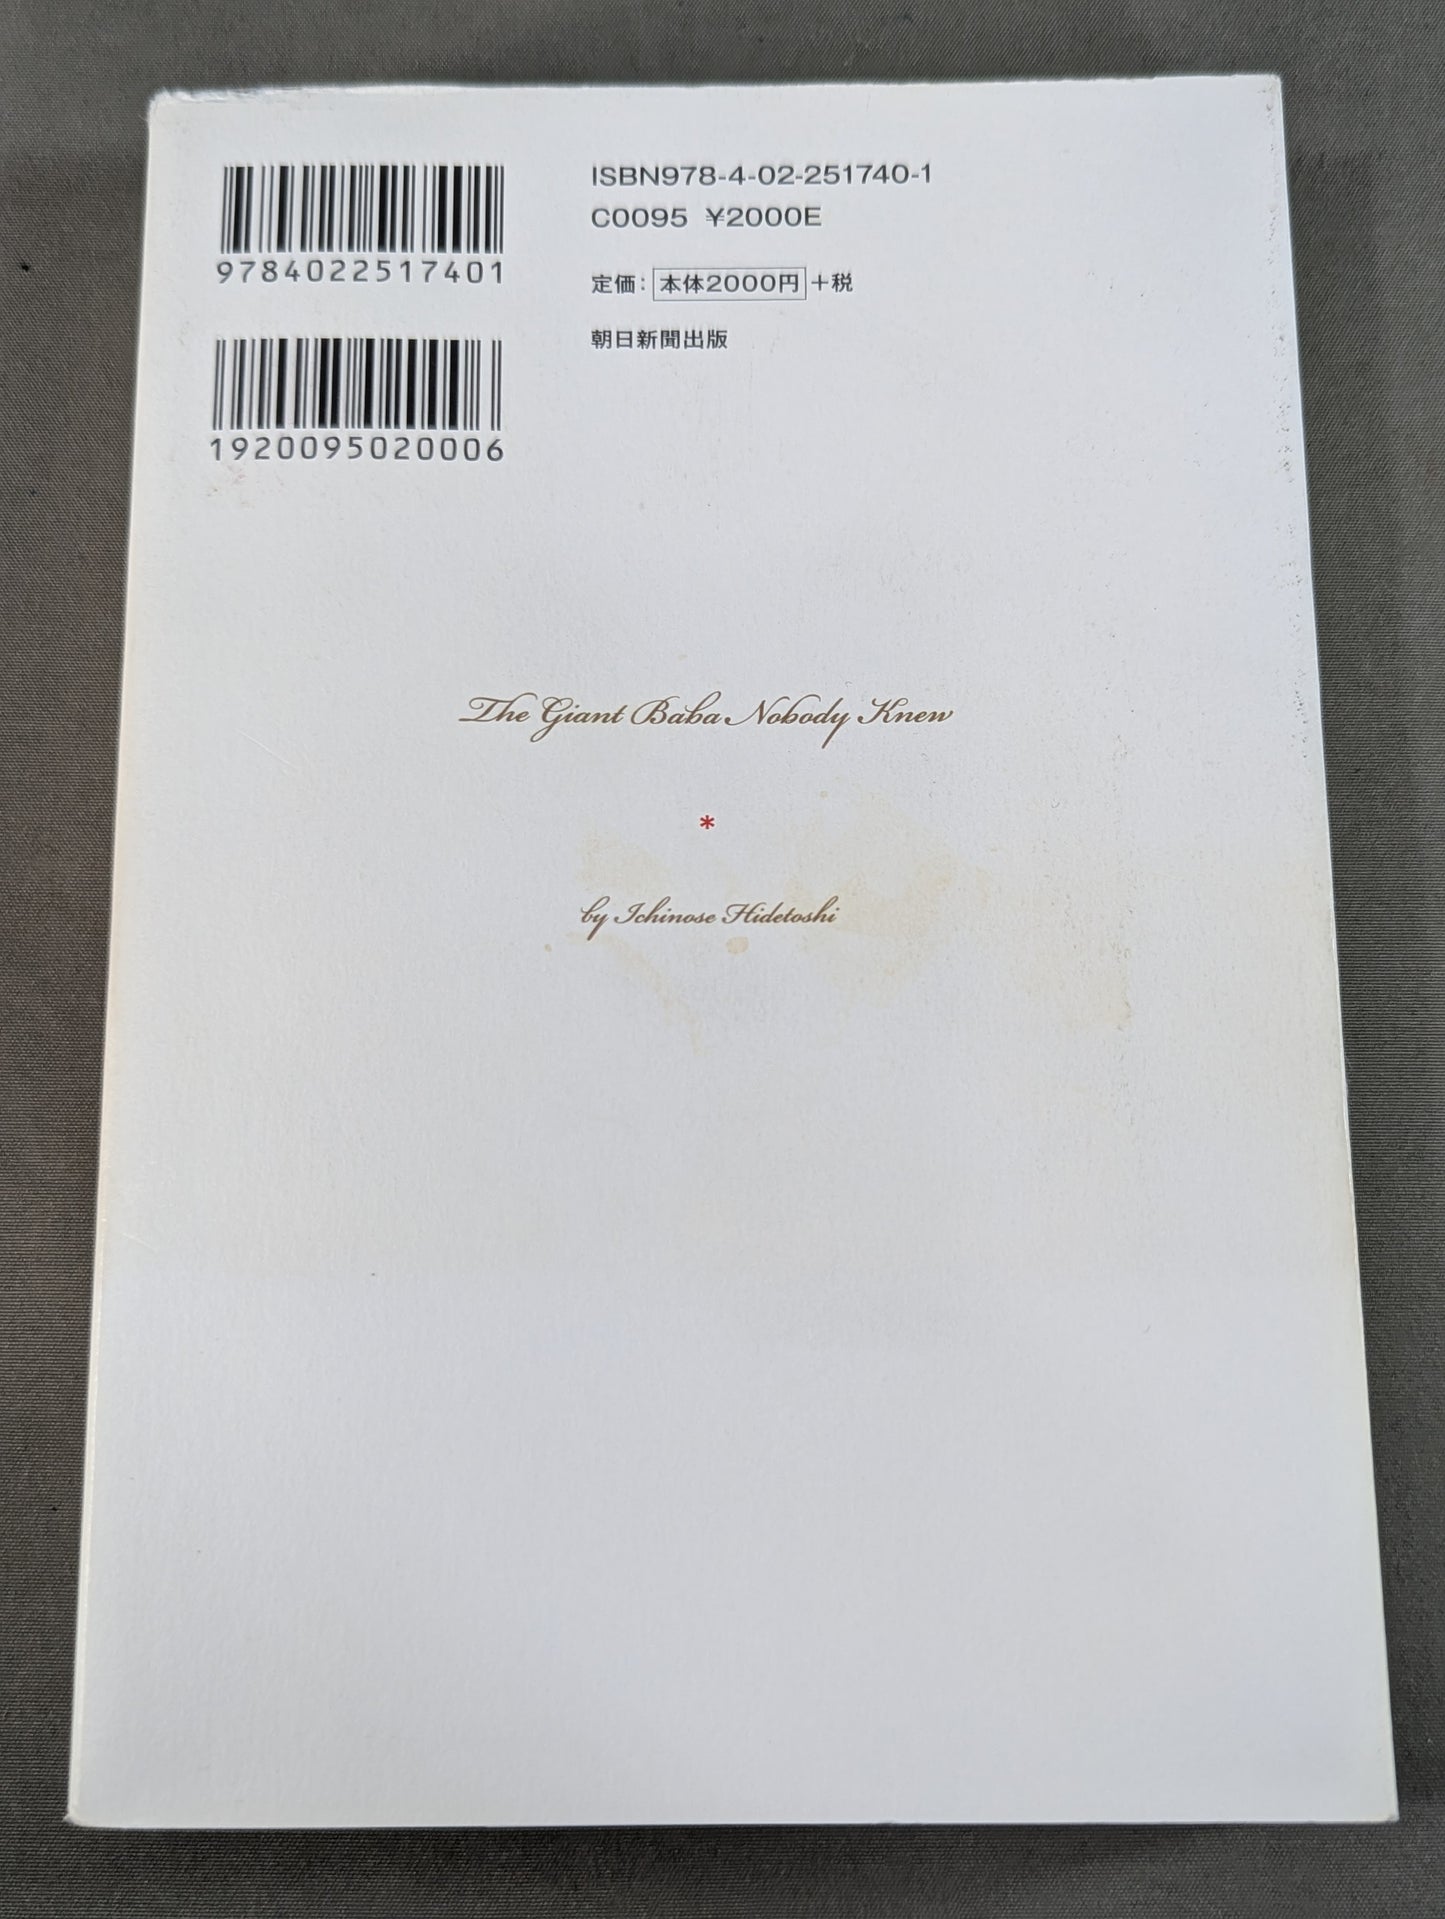 9784022517401
1920095020006
ISBN978-4-02-251740-1
C0095 ¥2000E
定価：本体2000円+税
朝日新聞出版
The Giant Baba Nobody Knew
*
by Ichinose Hidetoshi